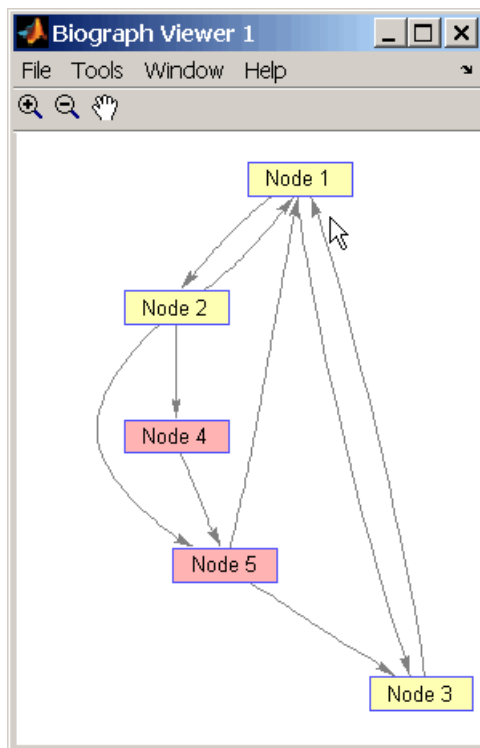 Biograph Viewer 1
File Tools Window Help
Node 1
Node 2
Node 4
Node 5
Node 3